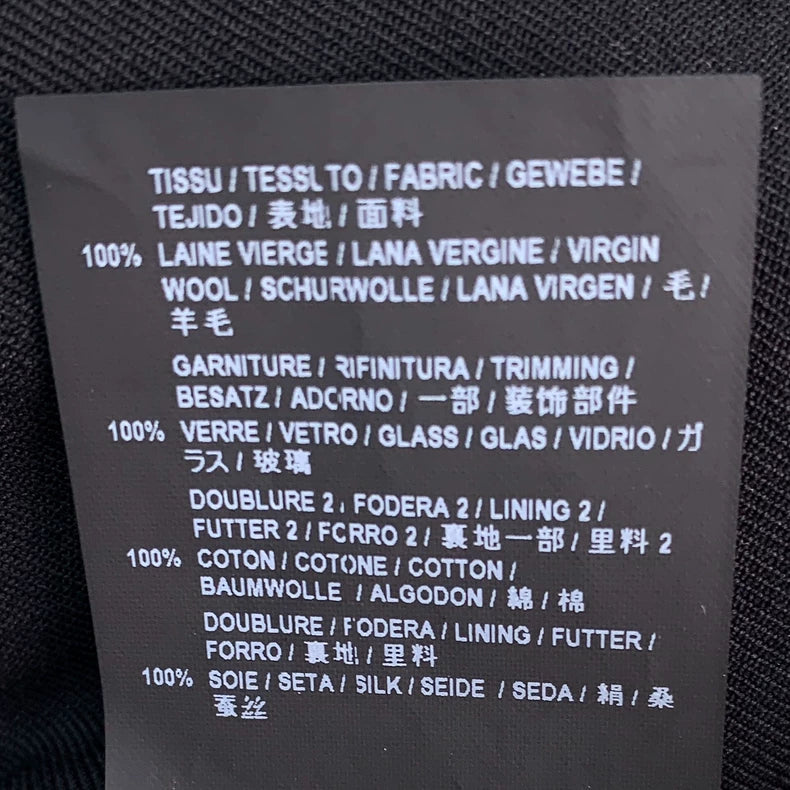 TISSU / TESSUTO / FABRIC / GEWEBE /
TEJIDO / 表地 / 面料
100% LAINE VIERGE / LANA VERGINE / VIRGIN
WOOL / SCHURWOLLE / LANA VIRGEN / 毛 /
羊毛
GARNITURE / RIFINITURA / TRIMMING /
BESATZ / ADORNO / 一部 / 装饰部件
100% VERRE / VETRO / GLASS / GLAS / VIDRIO / ガ
ラス / 玻璃
DOUBLURE 2 / FODERA 2 / LINING 2 /
FUTTER 2 / FORRO 2 / 裏地一部 / 里料 2
100% COTON / COTONE / COTTON /
BAUMWOLLE / ALGODON / 綿 / 棉
DOUBLURE / FODERA / LINING / FUTTER /
FORRO / 裏地 / 里料
100% SOIE / SETA / SILK / SEIDE / SEDA / 絹 / 桑
蚕丝